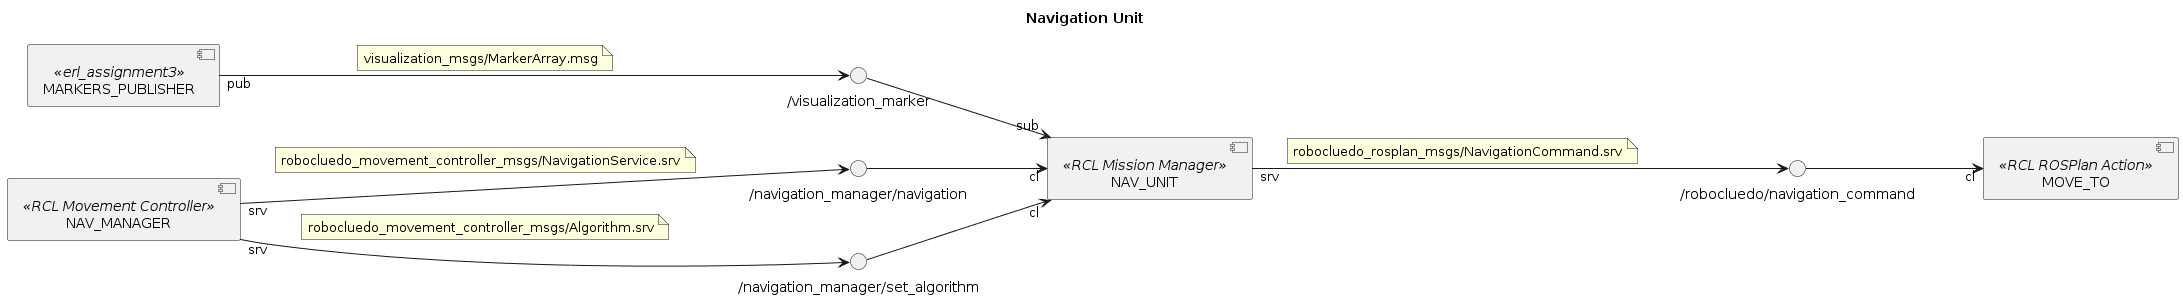 Navigation Unit
visualization_msgs/MarkerArray.msg
«erl_assignment3»
MARKERS_PUBLISHER
pub
/visualization_marker
sub
robocluedo_movement_controller_msgs/NavigationService.srv
robocluedo_rosplan_msgs/NavigationCommand.srv
«RCL Mission Manager»
NAV_UNIT
«RCL ROSPlan Action»
MOVE_TO
cl
srv
cl
/navigation_manager/navigation
/robocluedo/navigation_command
«RCL Movement Controller»
NAV_MANAGER
srv
cl
robocluedo_movement_controller_msgs/Algorithm.srv
srv
/navigation_manager/set_algorithm